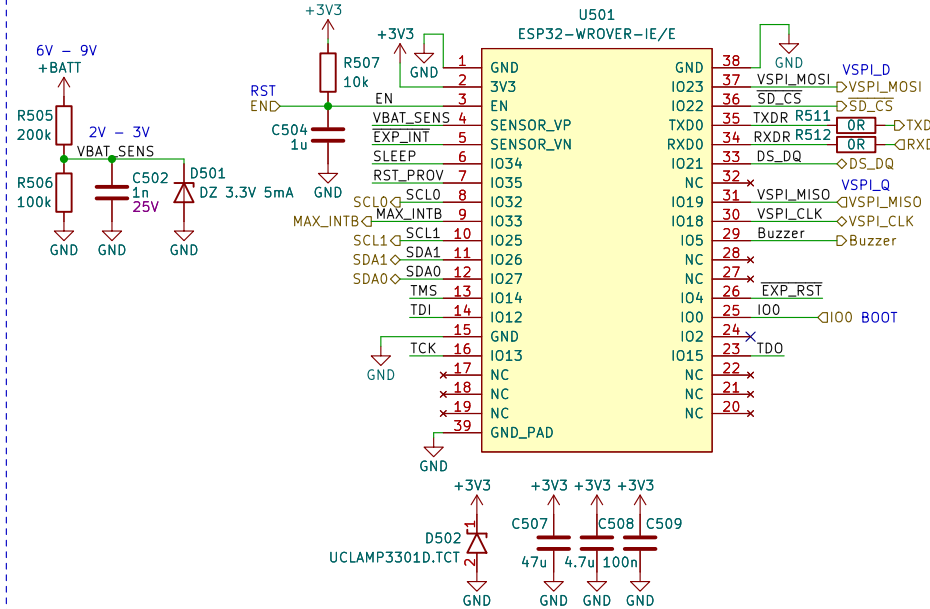 U501
ESP32-WROVER-IE/E
6V - 9V
+BATT
R505
200k
2V - 3V
VBAT_SENS
R506
100k
C502
1n
25V
D501
DZ 3.3V 5mA
GND
GND
GND
+3V3
R507
10k
RST
EN
EN
C504
1u
GND
+3V3
GND
1 GND
2 3V3
3 EN
VBAT_SENS 4 SENSOR_VP
EXP_INT 5 SENSOR_VN
SLEEP 6 IO34
RST_PROV 7 IO35
SCL0 SCL0 8 IO32
MAX_INTB MAX_INTB 9 IO33
SCL1 SCL1 10 IO25
SDA1 SDA1 11 IO26
SDA0 SDA0 12 IO27
TMS 13 IO14
TDI 14 IO12
15 GND
GND
TCK 16 IO13
17 NC
18 NC
19 NC
39 GND_PAD
GND
GND
GND 38
VSPI_D
IO23 37 VSPI_MOSI VSPI_MOSI
IO22 36 SD_CS SD_CS
TXD0 35 TXDR R511 0R TXD
RXD0 34 RXDR R512 0R RXD
IO21 33 DS_DQ DS_DQ
NC 32
VSPI_Q
IO19 31 VSPI_MISO VSPI_MISO
IO18 30 VSPI_CLK VSPI_CLK
IO5 29 Buzzer Buzzer
NC 28
NC 27
IO4 26 EXP_RST
IO0 25 IO0 IO0 BOOT
IO2 24
IO15 23 TDO
NC 22
NC 21
NC 20
+3V3
1
D502
UCLAMP3301D.TCT
2
GND
+3V3
C507
47u
GND
+3V3
C508
4.7u
GND
+3V3
C509
100n
GND